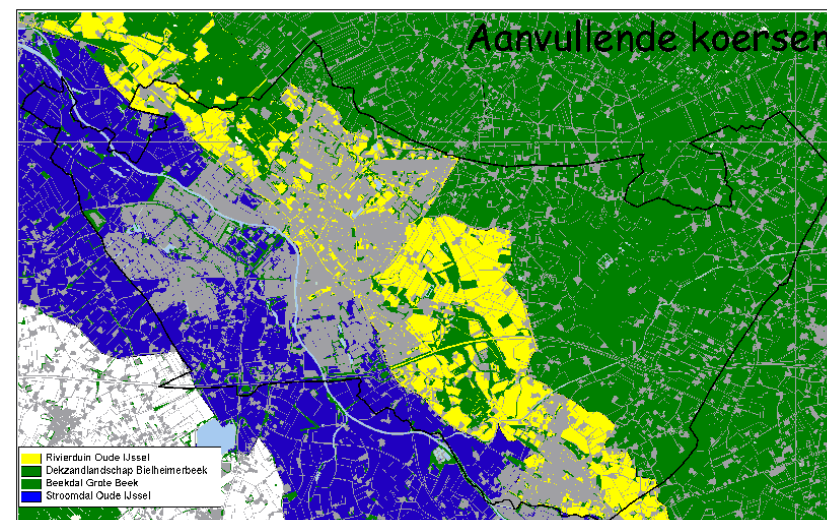 Aanvullende koersen
Rivierduin Oude IJssel
Dekzandlandschap Bielheimerbeek
Beekdal Grote Beek
Stroomdal Oude IJssel